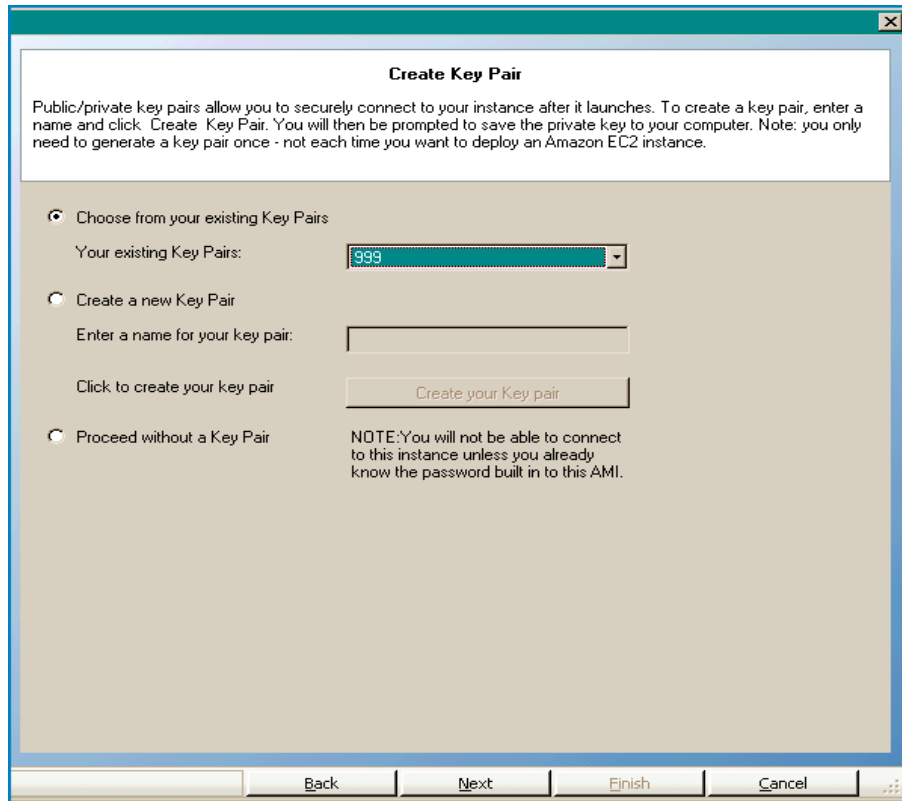 Create Key Pair
Public/private key pairs allow you to securely connect to your instance after it launches. To create a key pair, enter a
name and click  Create  Key Pair. You will then be prompted to save the private key to your computer. Note: you only
need to generate a key pair once - not each time you want to deploy an Amazon EC2 instance.
Choose from your existing Key Pairs
Your existing Key Pairs:
999
Create a new Key Pair
Enter a name for your key pair:
Click to create your key pair
Create your Key pair
Proceed without a Key Pair
NOTE:You will not be able to connect
to this instance unless you already
know the password built in to this AMI.
Back
Next
Finish
Cancel